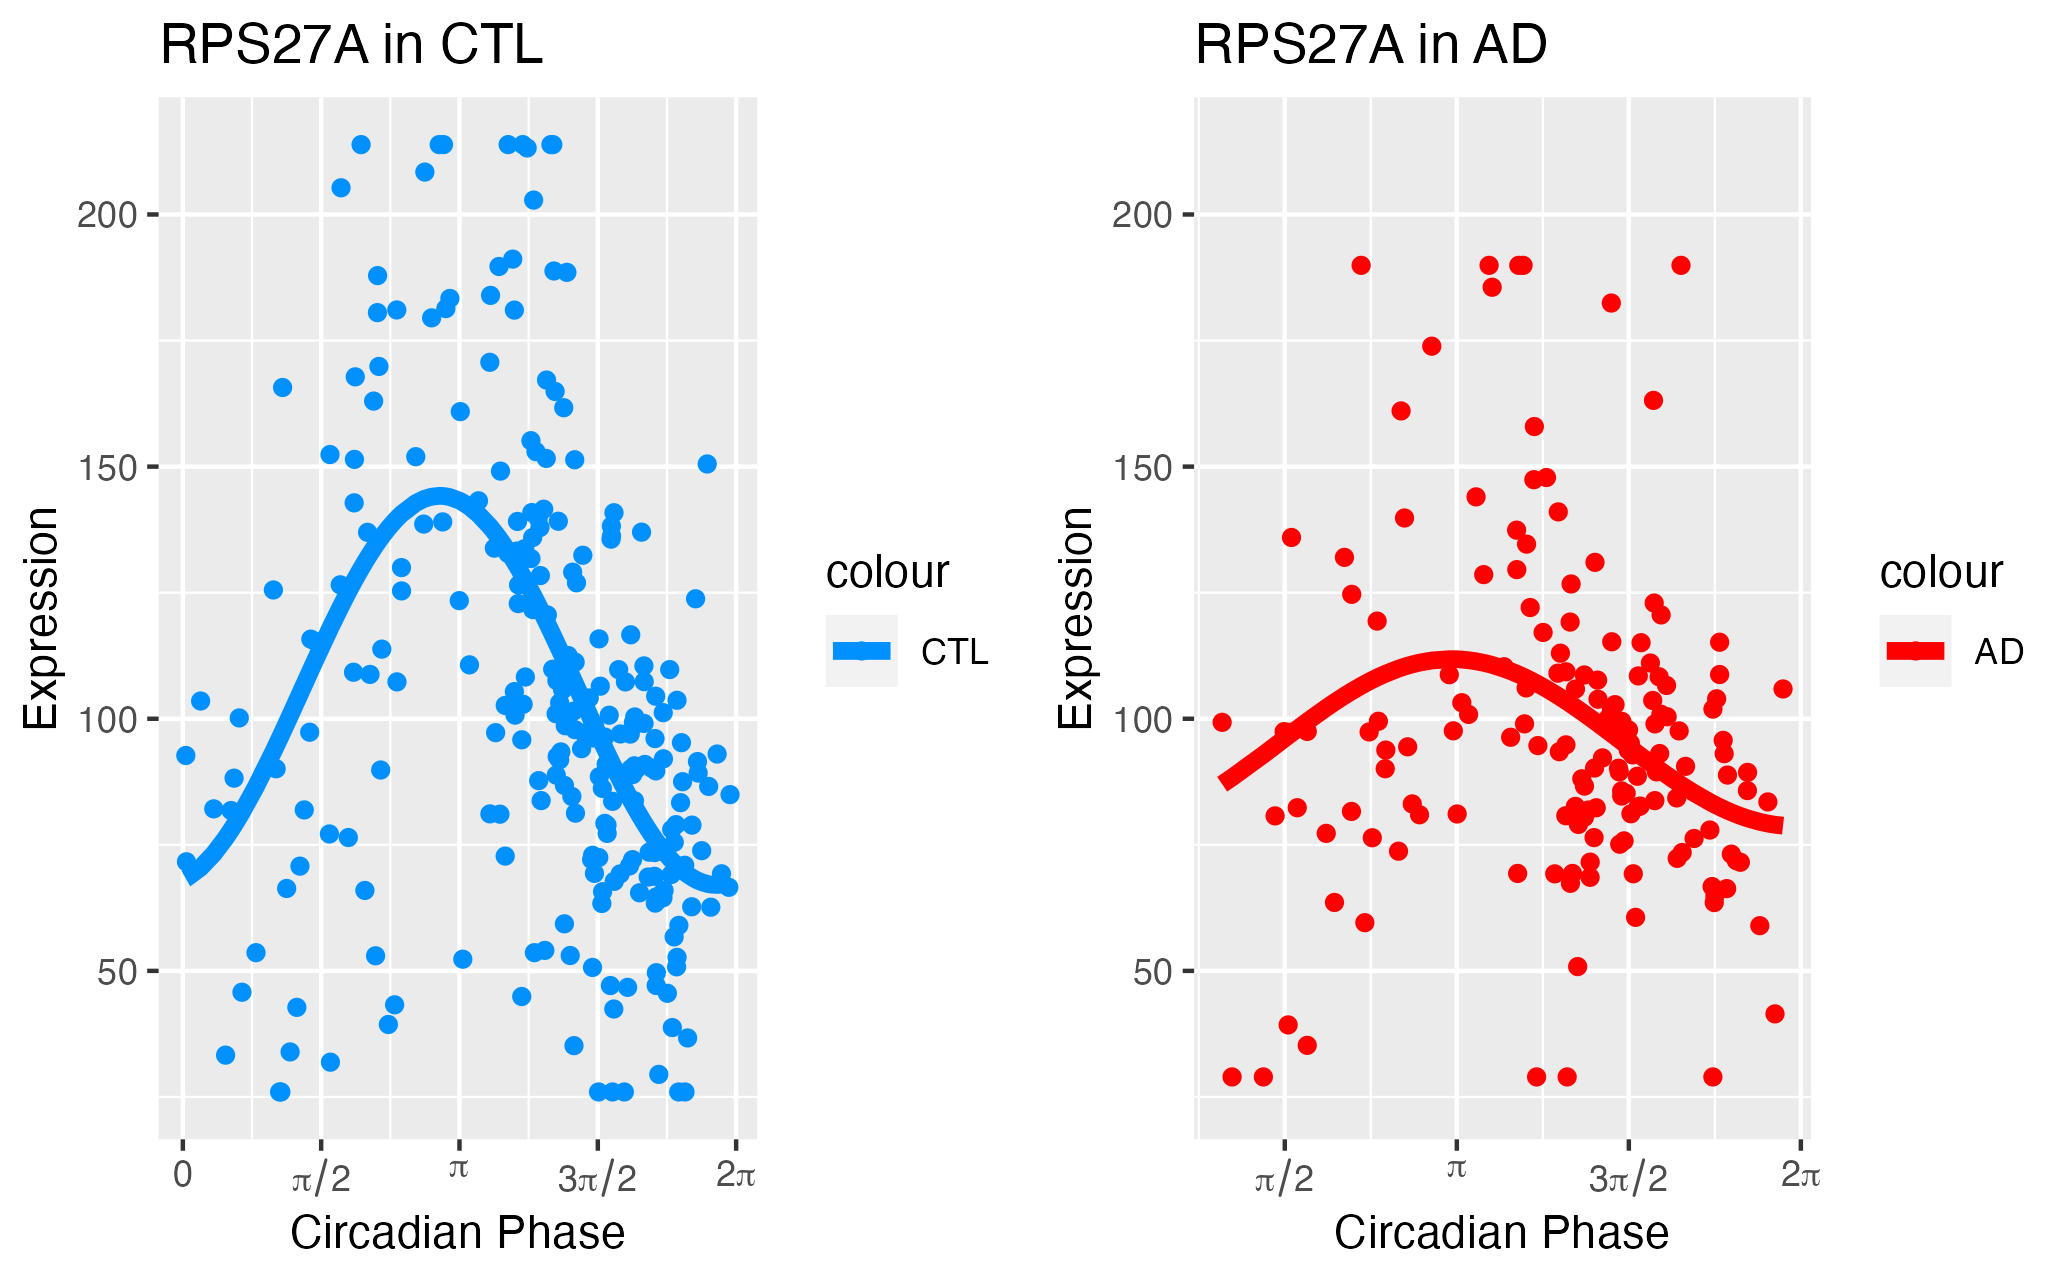 RPS27A in CTL
Expression
200
150
100
50
0
π/2
π
3π/2
2π
Circadian Phase
colour
CTL
RPS27A in AD
Expression
200
150
100
50
π/2
π
3π/2
2π
Circadian Phase
colour
AD